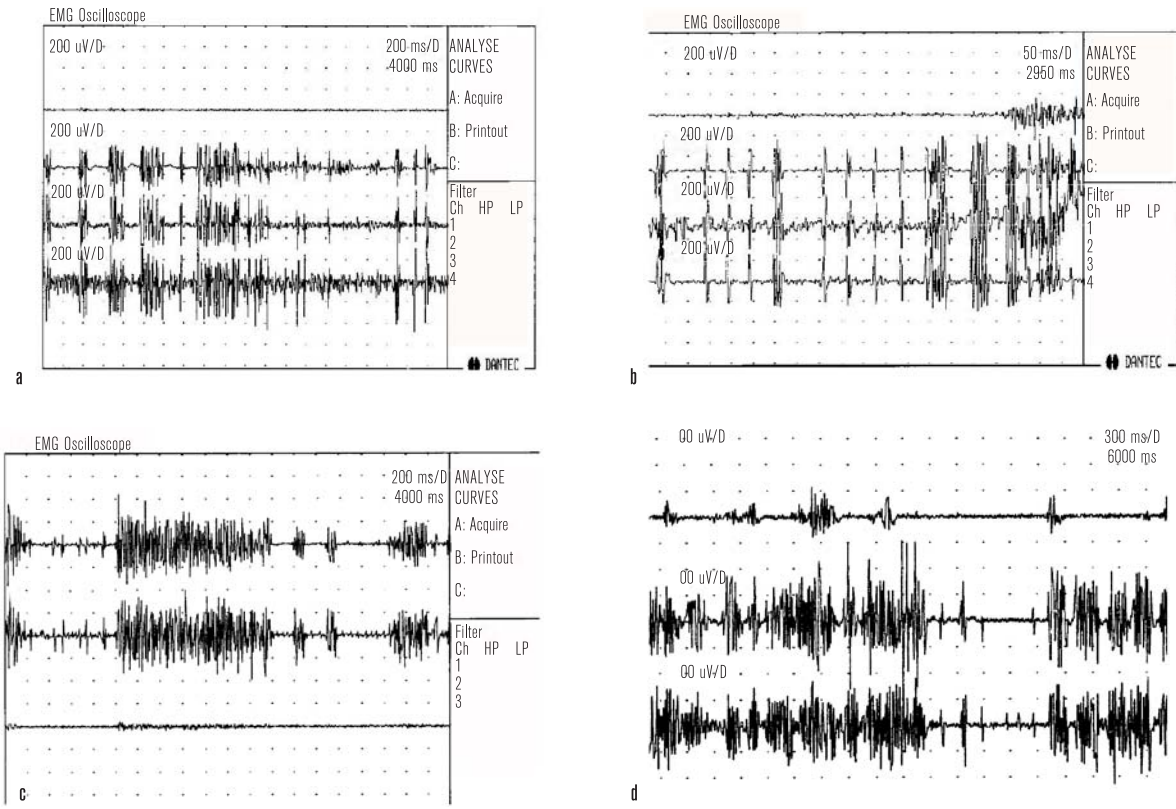 EMG Oscilloscope
200 uV/D
200 ms/D
4000 ms
ANALYSE
CURVES
A: Acquire
200 uV/D
B: Printout
C:
200 uV/D
Filter
Ch HP LP
1
200 uV/D
2
3
4
DANTEC
a
EMG Oscilloscope
200 uV/D
50 ms/D
2950 ms
ANALYSE
CURVES
A: Acquire
200 uV/D
B: Printout
C:
200 uV/D
Filter
Ch HP LP
1
200 uV/D
2
3
4
DANTEC
b
EMG Oscilloscope
200 ms/D
4000 ms
ANALYSE
CURVES
A: Acquire
B: Printout
C:
Filter
Ch HP LP
1
2
3
c
00 uV/D
300 ms/D
6000 ms
00 uV/D
00 uV/D
d